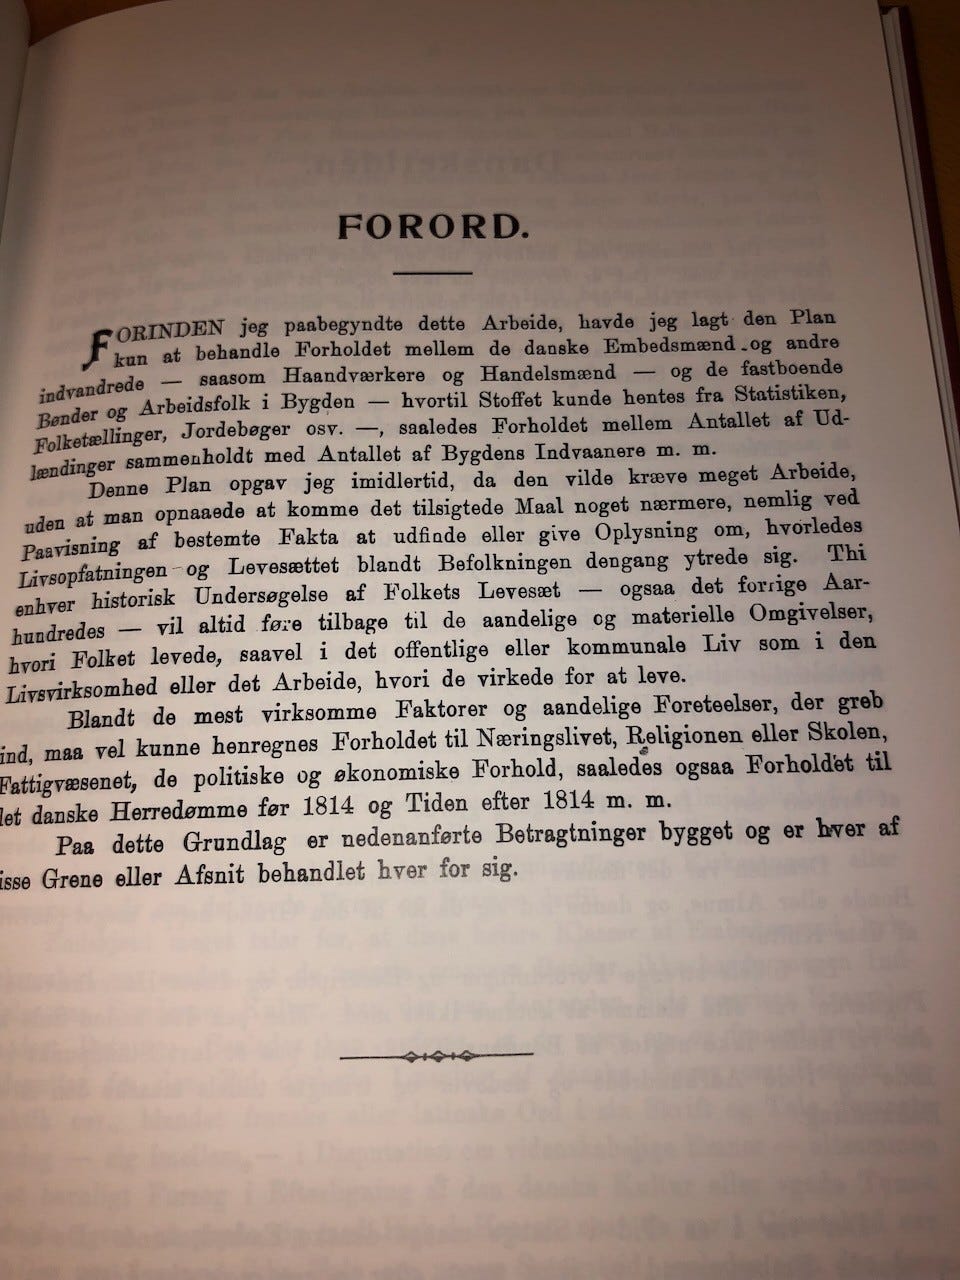 FORORD.
FORINDEN jeg paabegyndte dette Arbeide, havde jeg lagt den Plan
kun at behandle Forholdet mellem de danske Embedsmænd og andre
indvandrede — saasom Haandværkere og Handelsmænd — og de fastboende
Bønder og Arbeidsfolk i Bygden — hvortil Stoffet kunde hentes fra Statistiken,
Folketællinger, Jordebøger osv. —, saaledes Forholdet mellem Antallet af Ud-
lændinger sammenholdt med Antallet af Bygdens Indvaanere m. m.
Denne Plan opgav jeg imidlertid, da den vilde kræve meget Arbeide,
uden at man opnaaede at komme det tilsigtede Maal noget nærmere, nemlig ved
Paavisning af bestemte Fakta at udfinde eller give Oplysning om, hvorledes
Livsopfatningen og Levesættet blandt Befolkningen dengang ytrede sig. Thi
enhver historisk Undersøgelse af Folkets Levesæt — ogsaa det forrige Aar-
hundredes — vil altid føre tilbage til de aandelige og materielle Omgivelser,
hvori Folket levede, saavel i det offentlige eller kommunale Liv som i den
Livsvirksomhed eller det Arbeide, hvori de virkede for at leve.
Blandt de mest virksomme Faktorer og aandelige Foreteelser, der greb
ind, maa vel kunne henregnes Forholdet til Næringslivet, Religionen eller Skolen,
Fattigvæsenet, de politiske og økonomiske Forhold, saaledes ogsaa Forholdet til
det danske Herredømme før 1814 og Tiden efter 1814 m. m.
Paa dette Grundlag er nedenanførte Betragtninger bygget og er hver af
isse Grene eller Afsnit behandlet hver for sig.